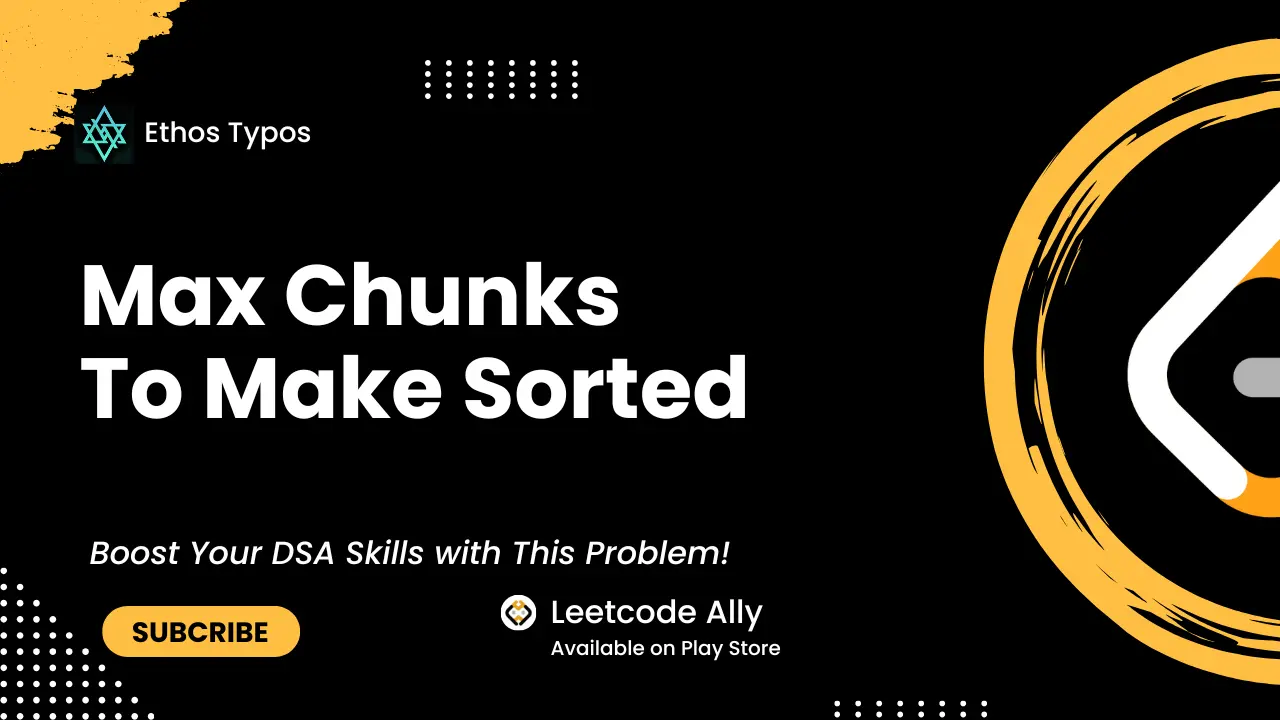 Ethos Typos
Max Chunks
To Make Sorted
Boost Your DSA Skills with This Problem!
SUBCRIBE
Leetcode Ally
Available on Play Store